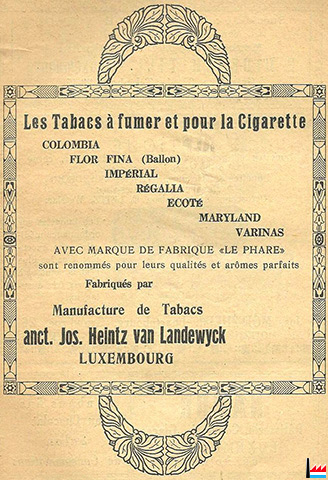 Les Tabacs à fumer et pour la Cigarette
COLOMBIA
FLOR FINA (Ballon)
IMPÉRIAL
RÉGALIA
ECOTÉ
MARYLAND
VARINAS
AVEC MARQUE DE FABRIQUE «LE PHARE»
sont renommés pour leurs qualités et arômes parfaits
Fabriqués par
Manufacture de Tabacs
anct. Jos. Heintz van Landewyck
LUXEMBOURG